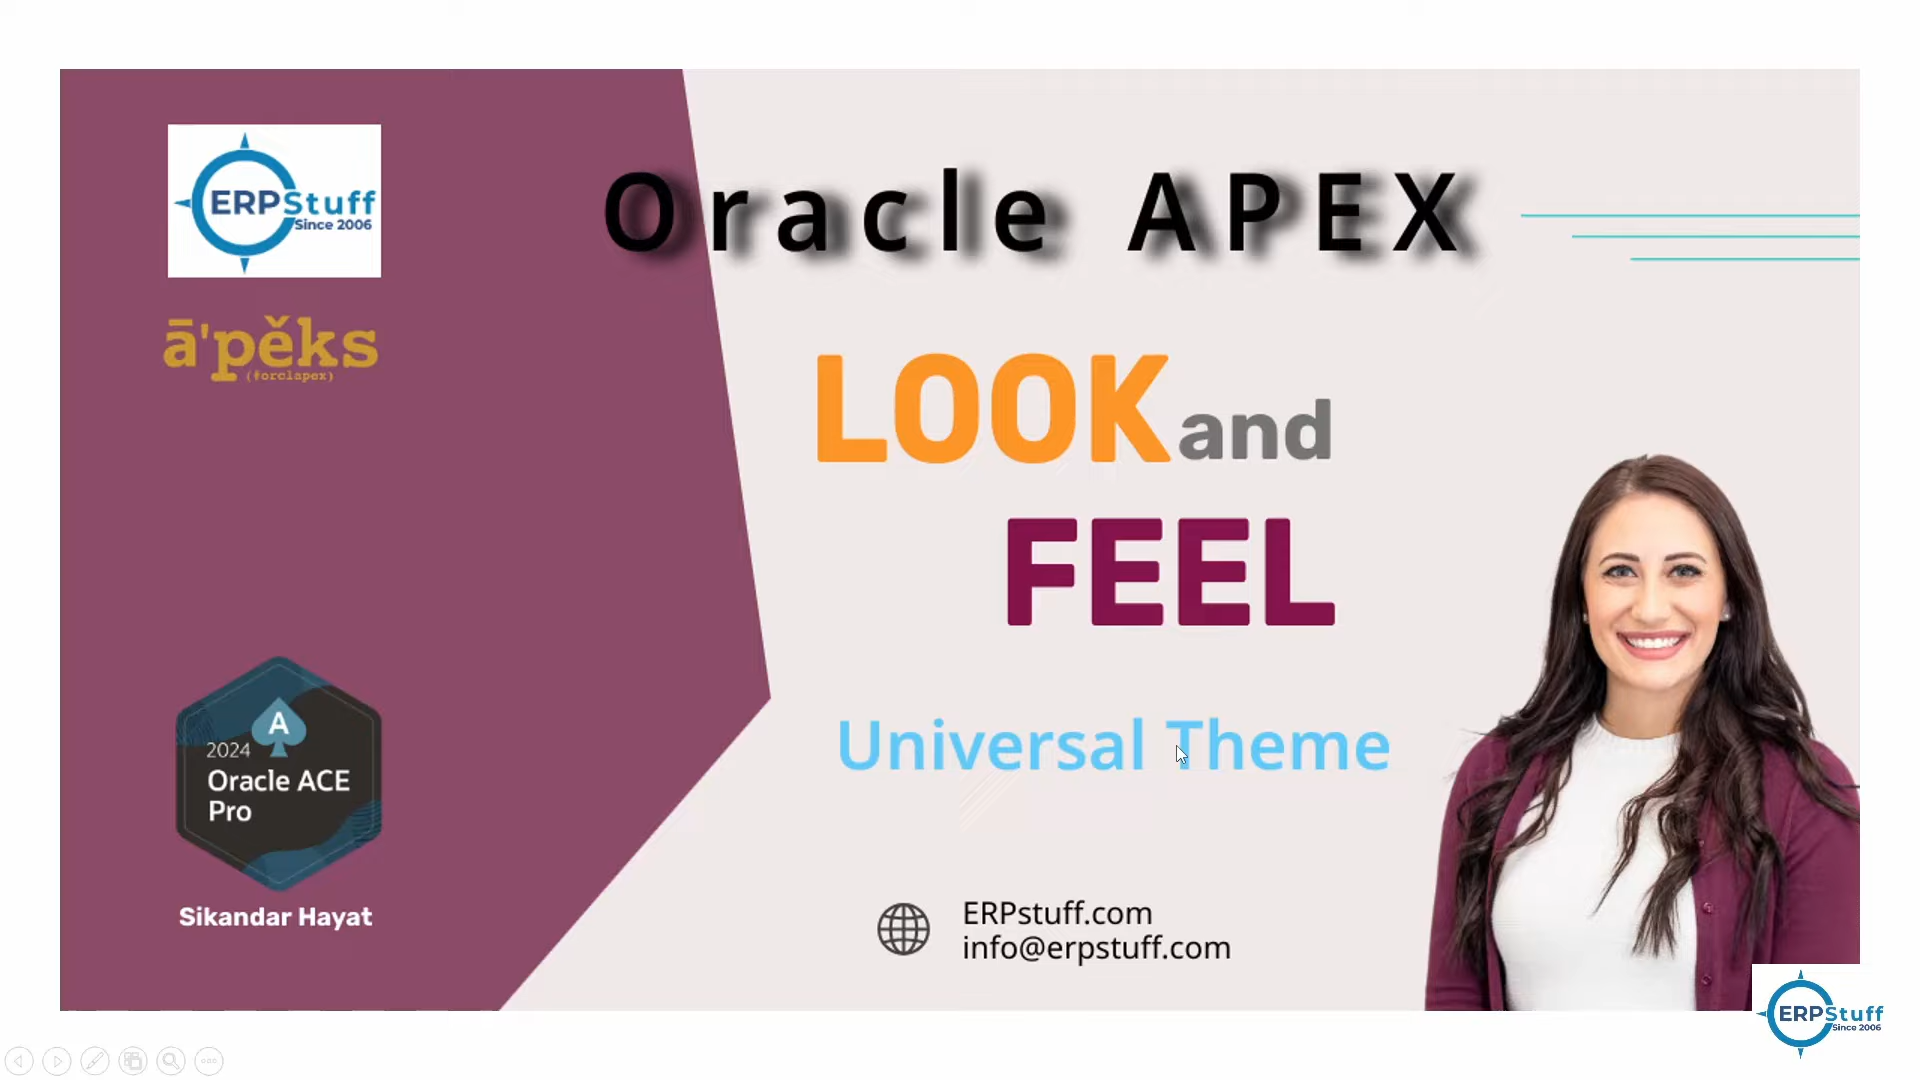 ERPStuff
Since 2006
ā'pěks
(#orclapex)
Oracle APEX
LOOK and
FEEL
Universal Theme
A
2024
Oracle ACE
Pro
Sikandar Hayat
ERPstuff.com
info@erpstuff.com
ERPStuff
Since 2006